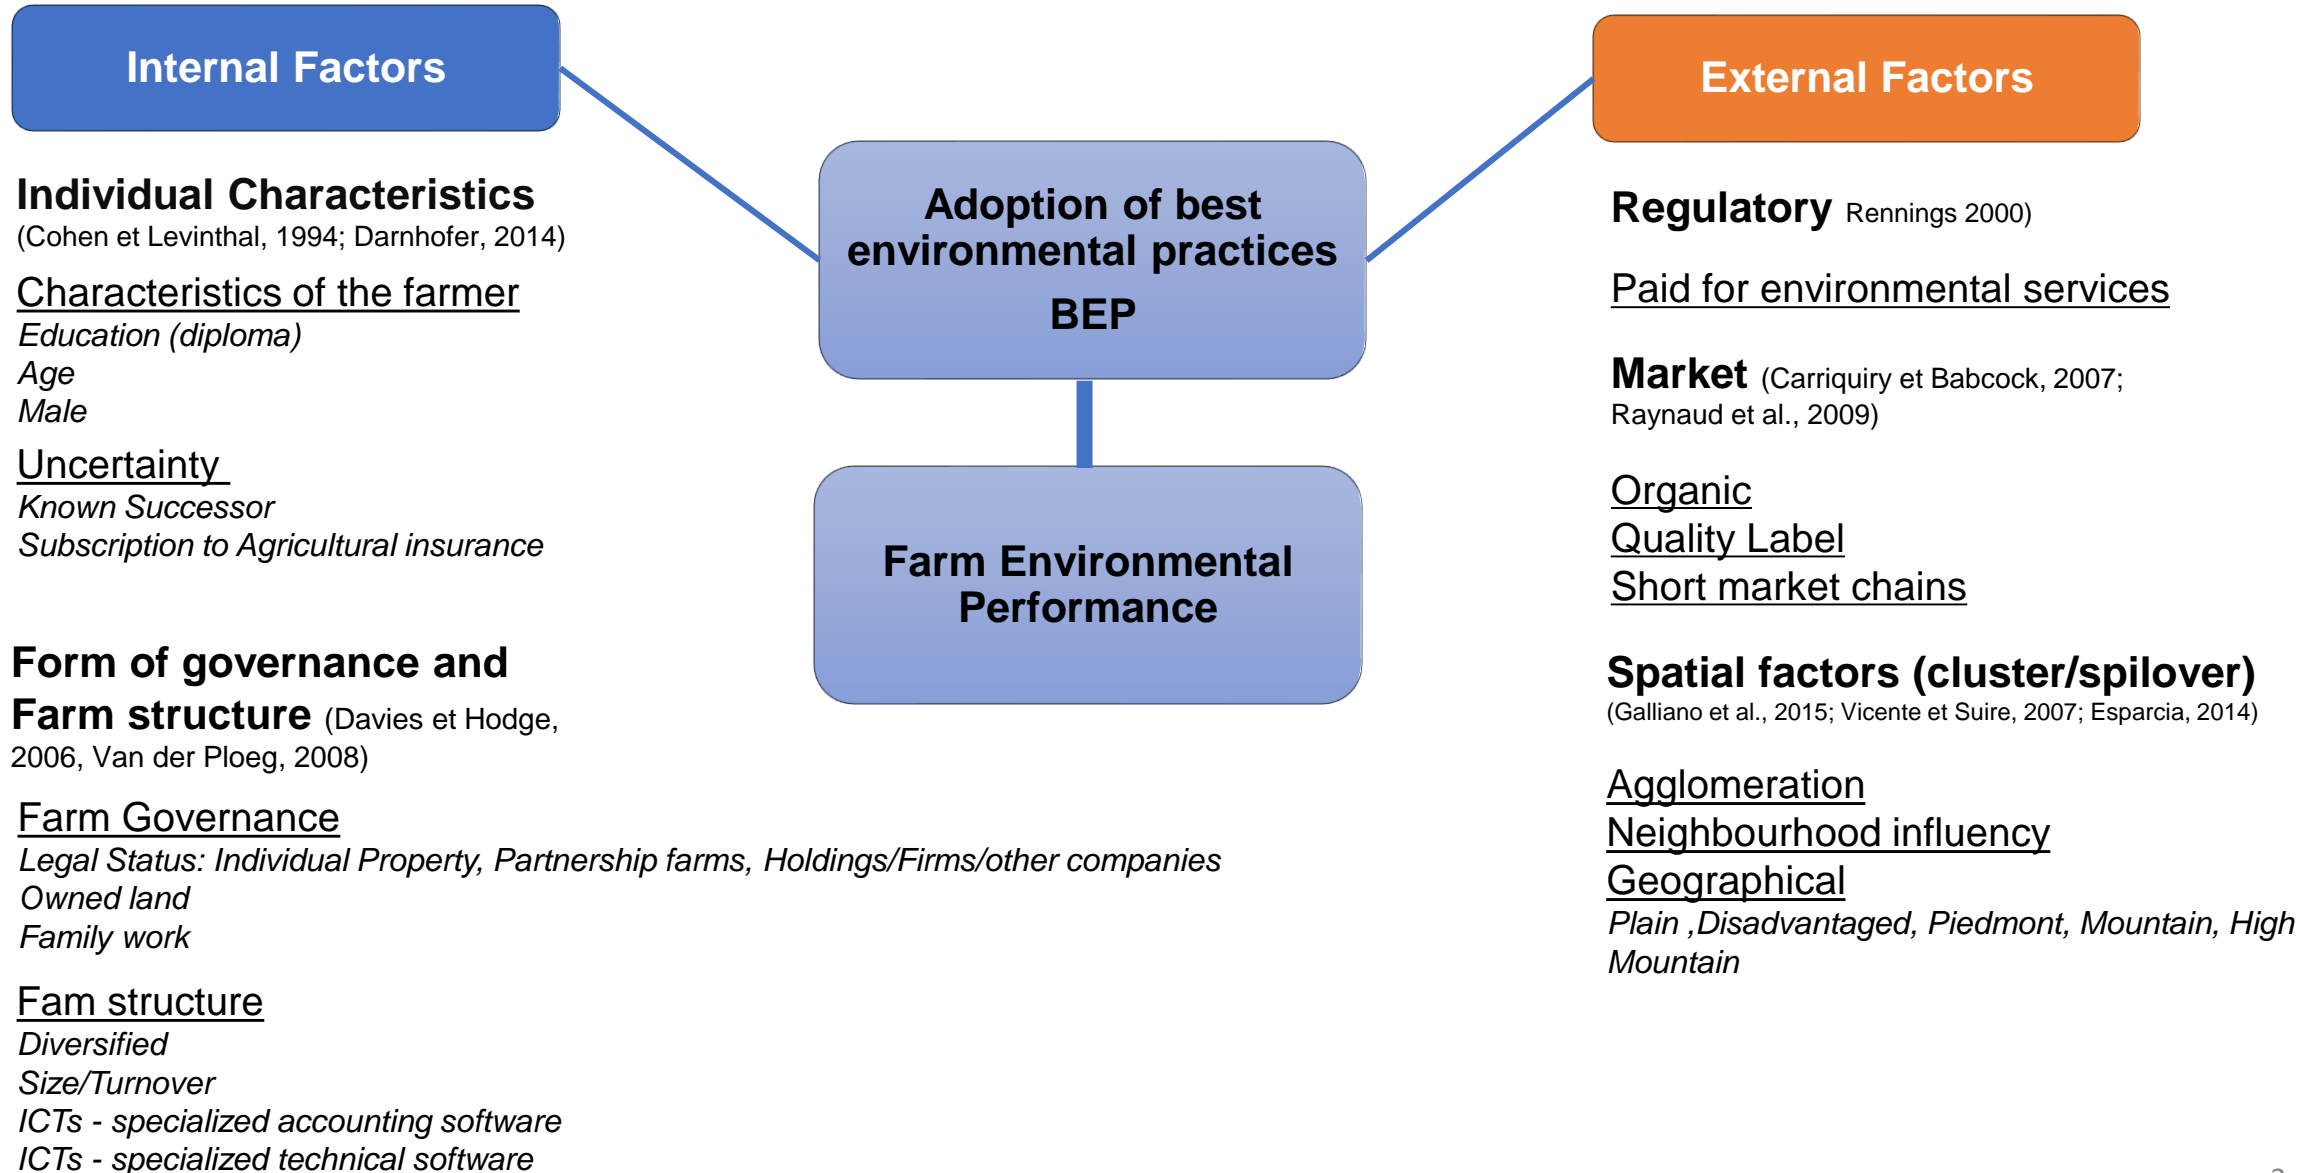 Internal Factors
Individual Characteristics
(Cohen et Levinthal, 1994; Darnhofer, 2014)
Characteristics of the farmer
Education (diploma)
Age
Male
Uncertainty
Known Successor
Subscription to Agricultural insurance
Form of governance and
Farm structure (Davies et Hodge,
2006, Van der Ploeg, 2008)
Farm Governance
Legal Status: Individual Property, Partnership farms, Holdings/Firms/other companies
Owned land
Family work
Fam structure
Diversified
Size/Turnover
ICTs - specialized accounting software
ICTs - specialized technical software
Adoption of best
environmental practices
BEP
Farm Environmental
Performance
External Factors
Regulatory Rennings 2000)
Paid for environmental services
Market (Carriquiry et Babcock, 2007;
Raynaud et al., 2009)
Organic
Quality Label
Short market chains
Spatial factors (cluster/spilover)
(Galliano et al., 2015; Vicente et Suire, 2007; Esparcia, 2014)
Agglomeration
Neighbourhood influency
Geographical
Plain ,Disadvantaged, Piedmont, Mountain, High
Mountain